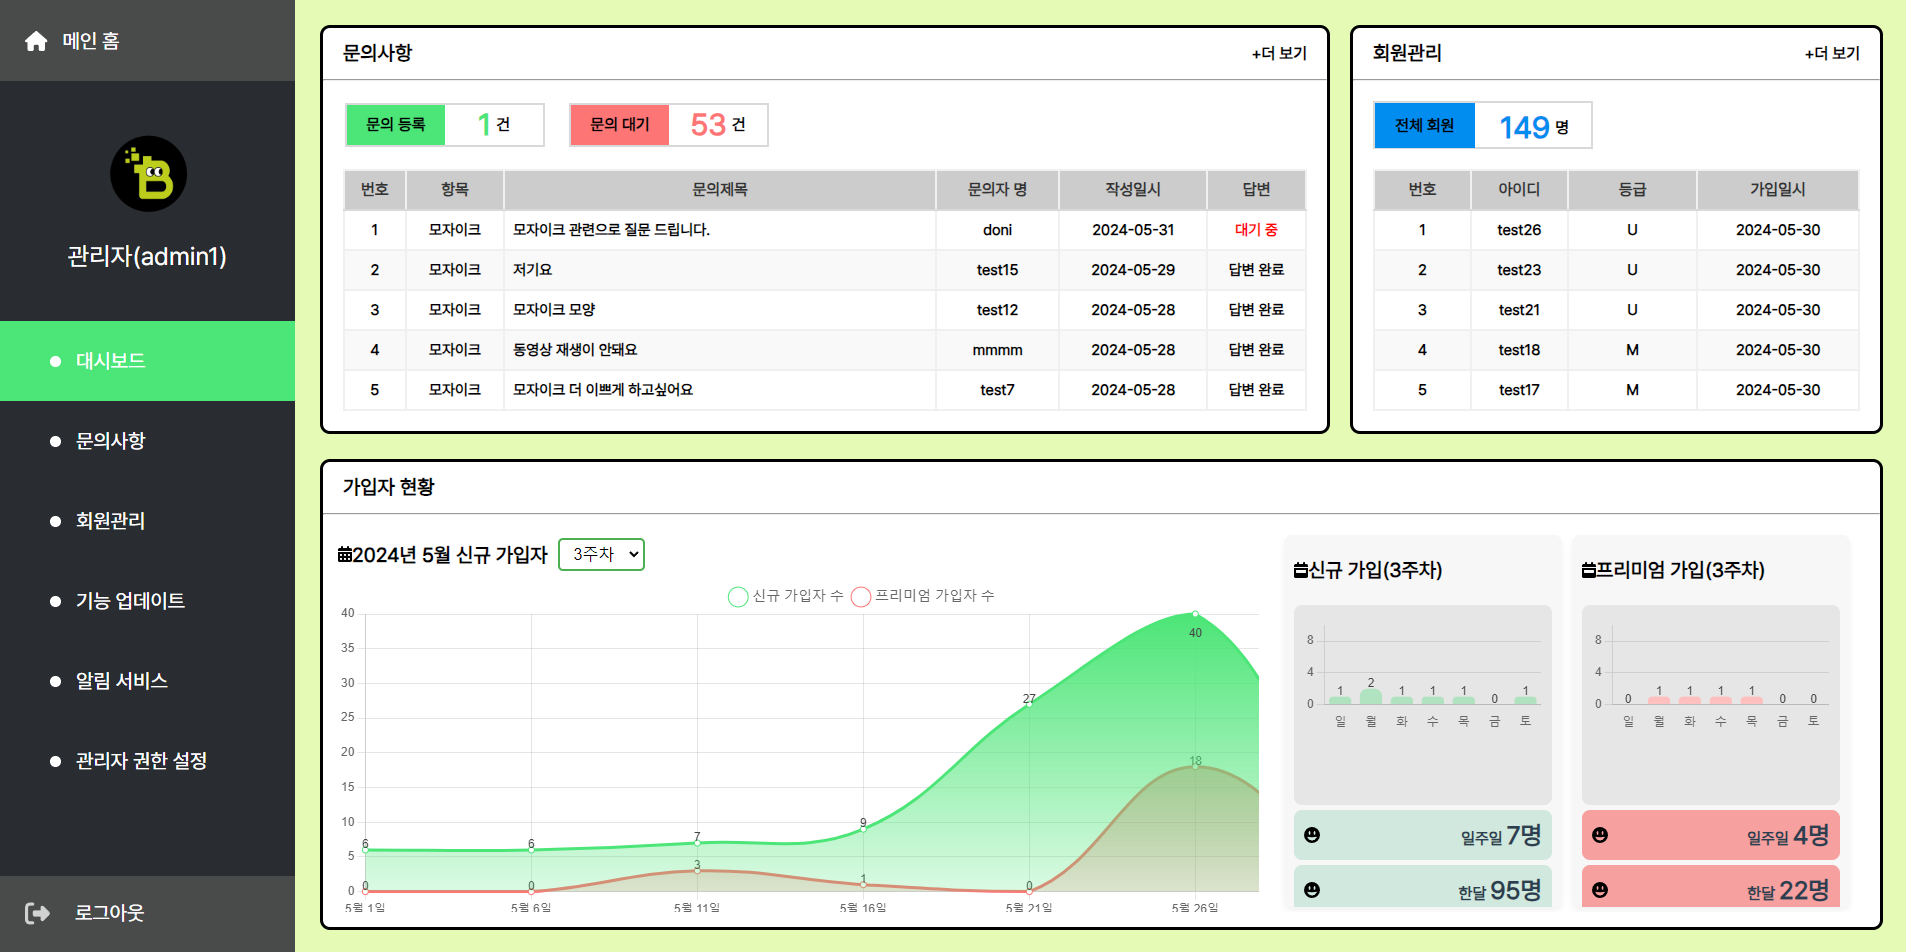 메인 홈
관리자(admin1)
대시보드
문의사항
회원관리
기능 업데이트
알림 서비스
관리자 권한 설정
로그아웃
문의사항 +더 보기
문의 등록 1 건 문의 대기 53 건
번호 항목 문의제목 문의자 명 작성일시 답변
1 모자이크 모자이크 관련으로 질문 드립니다. doni 2024-05-31 대기 중
2 모자이크 저기요 test15 2024-05-29 답변 완료
3 모자이크 모자이크 모양 test12 2024-05-28 답변 완료
4 모자이크 동영상 재생이 안돼요 mmmm 2024-05-28 답변 완료
5 모자이크 모자이크 더 이쁘게 하고싶어요 test7 2024-05-28 답변 완료
회원관리 +더 보기
전체 회원 149 명
번호 아이디 등급 가입일시
1 test26 U 2024-05-30
2 test23 U 2024-05-30
3 test21 U 2024-05-30
4 test18 M 2024-05-30
5 test17 M 2024-05-30
가입자 현황
2024년 5월 신규 가입자 3주차
신규 가입자 수 프리미엄 가입자 수
40
35
30
25
20
15
10
5
0
6 6 7 9 27 40
0 0 3 1 0 18
5월 1일 5월 6일 5월 11일 5월 16일 5월 21일 5월 26일
신규 가입(3주차)
8
4
0
1 2 1 1 1 0 1
일 월 화 수 목 금 토
일주일 7명
한달 95명
프리미엄 가입(3주차)
8
4
0
0 1 1 1 1 0 0
일 월 화 수 목 금 토
일주일 4명
한달 22명